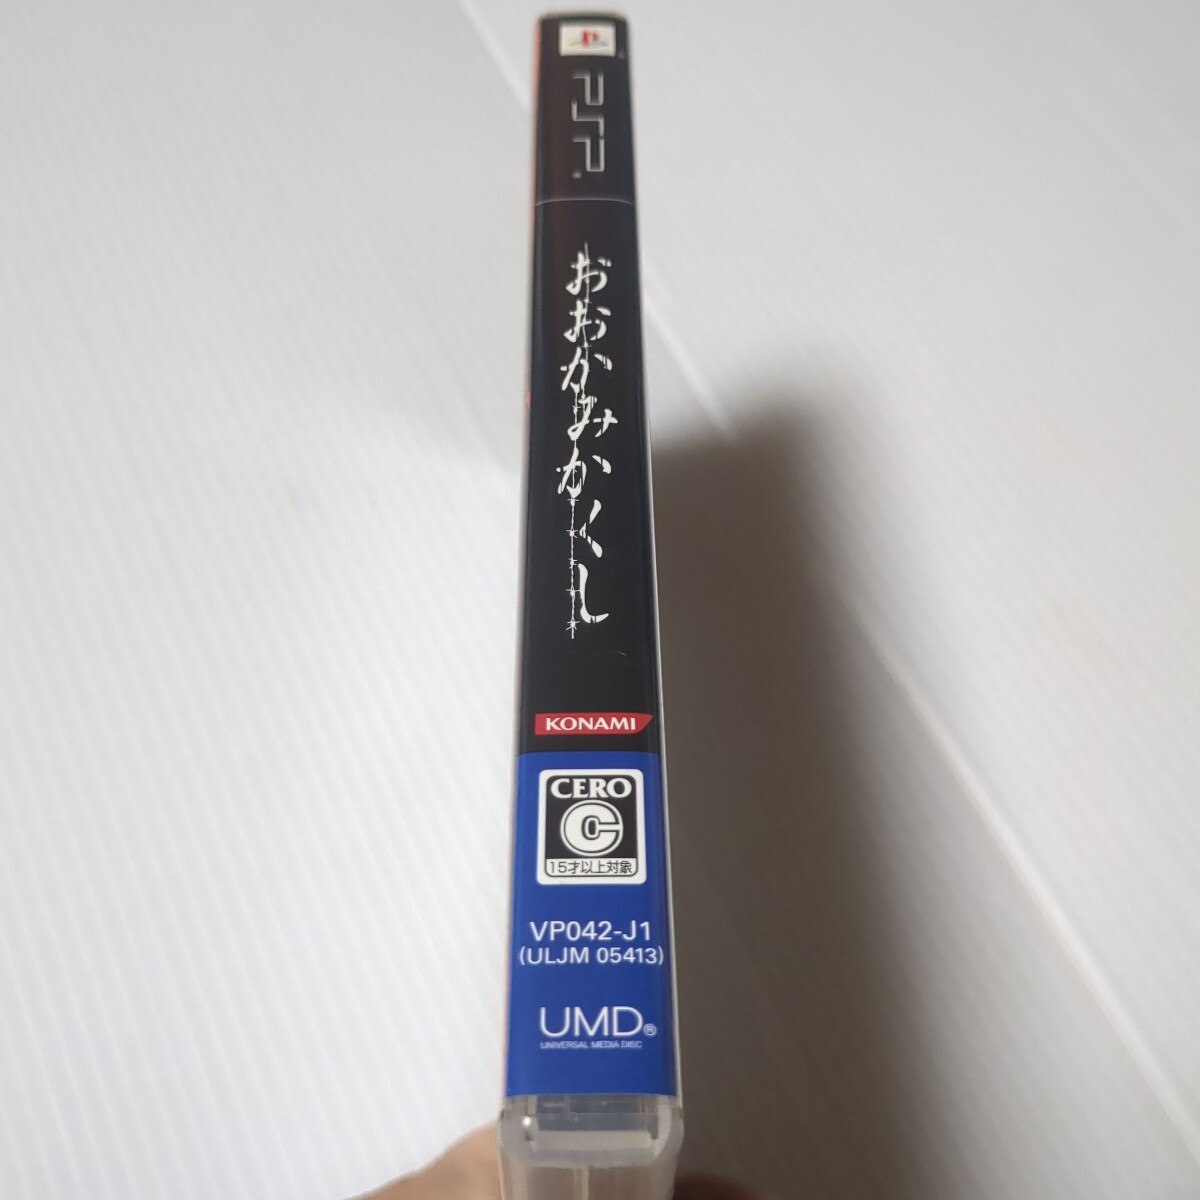 PSP
おおかみかくし
KONAMI
CERO
C
15才以上対象
VP042-J1
(ULJM 05413)
UMD®
UNIVERSAL MEDIA DISC